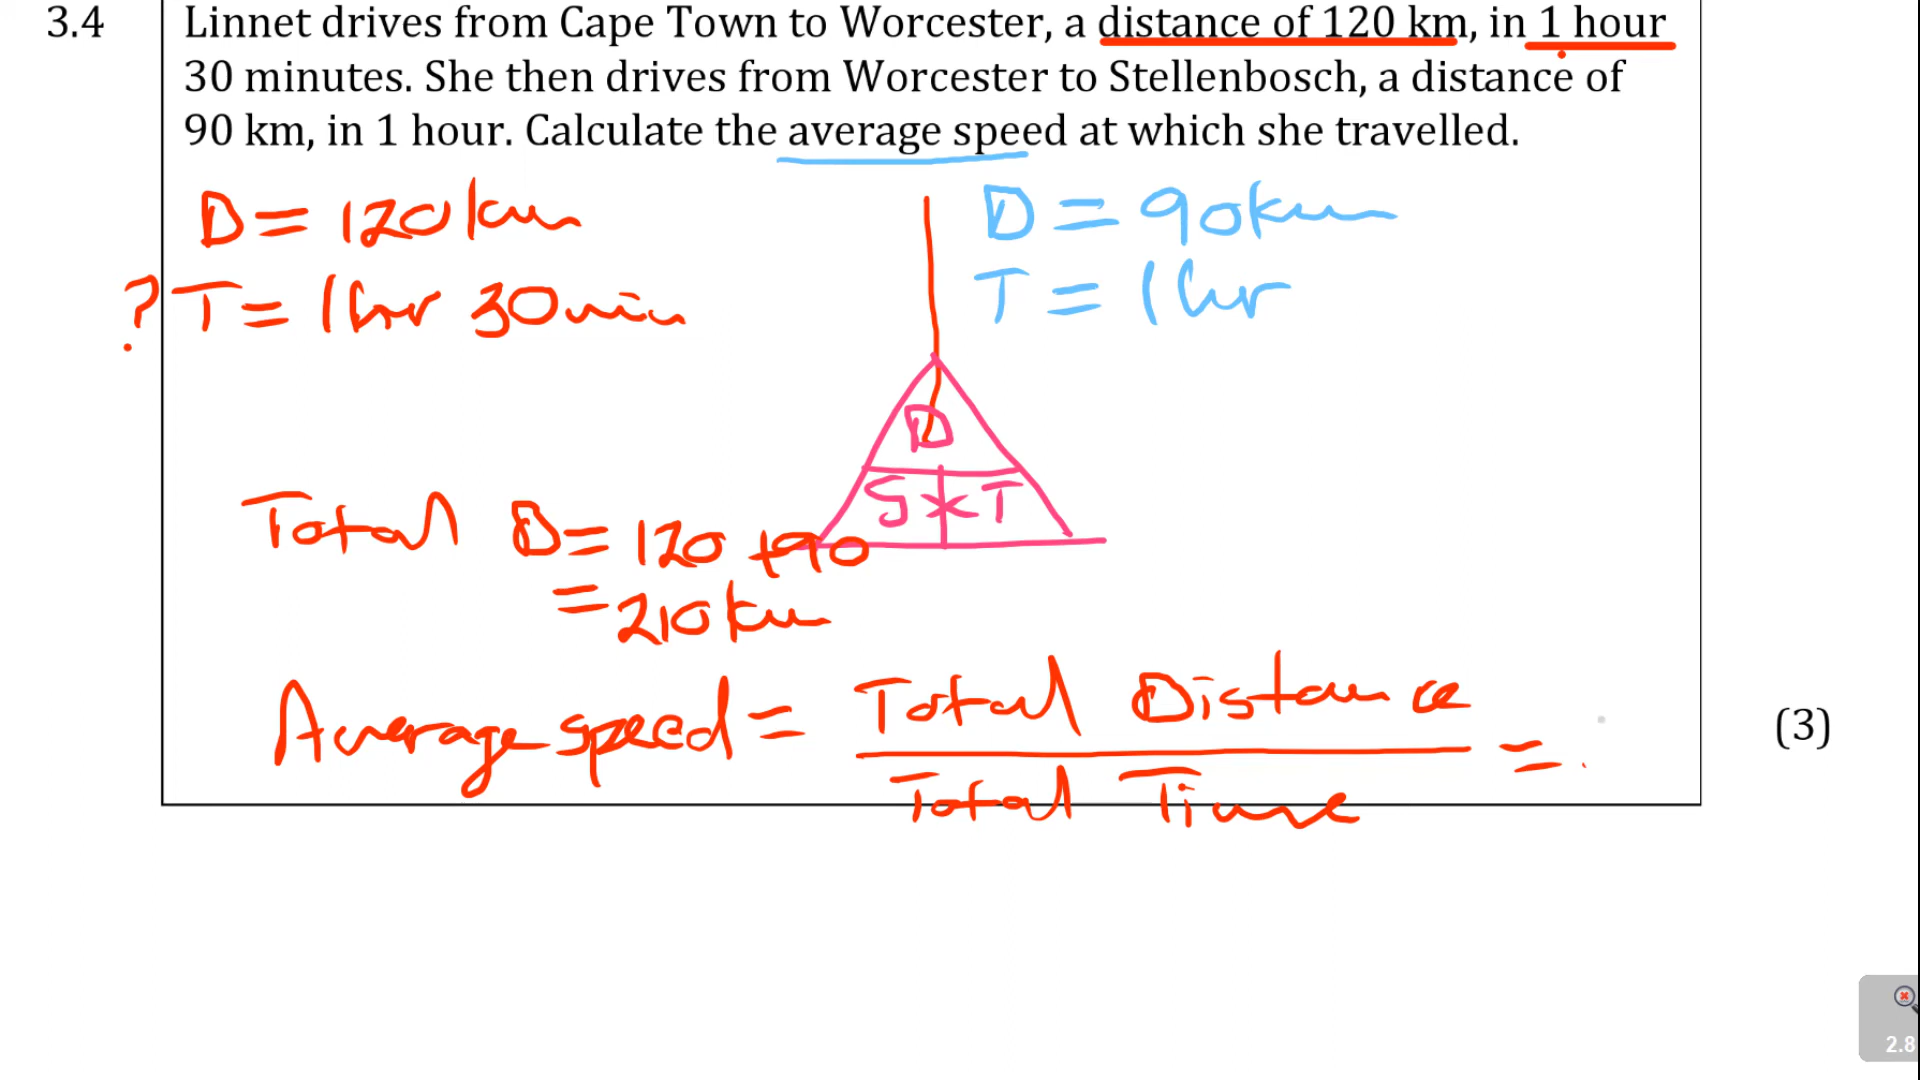 3.4 Linnet drives from Cape Town to Worcester, a distance of 120 km, in 1 hour
30 minutes. She then drives from Worcester to Stellenbosch, a distance of
90 km, in 1 hour. Calculate the average speed at which she travelled.
D = 120 km
? T = 1 hr 30 min
D = 90 km
T = 1 hr
D
S * T
Total D = 120 + 90
= 210 km
Average speed = Total Distance =
Total Time
(3)
2.8